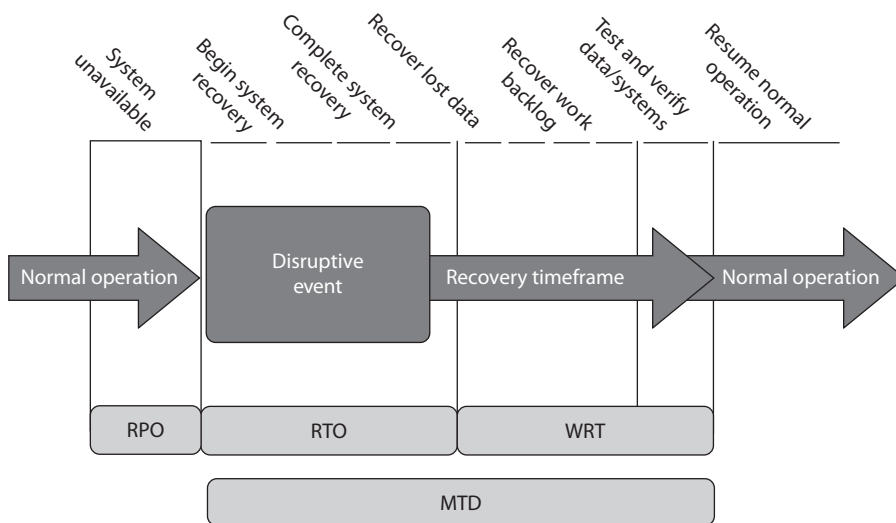 System
unavailable
Begin system
recovery
Complete system
recovery
Recover lost data
Recover work
backlog
Test and verify
data/systems
Resume normal
operation
Normal operation
Disruptive
event
Recovery timeframe
Normal operation
RPO
RTO
WRT
MTD